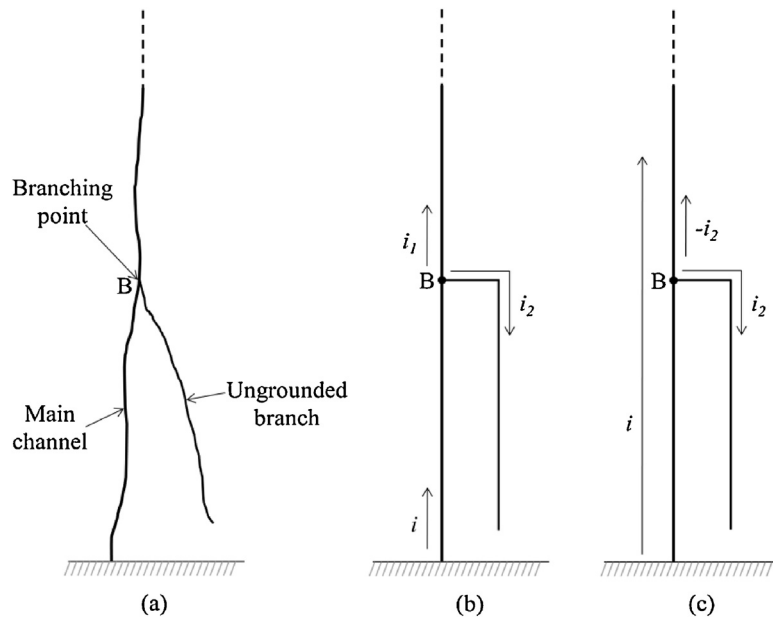 Branching
point
B
Main
channel
Ungrounded
branch
(a)
i₁
B
i₂
i
(b)
-i₂
B
i₂
i
(c)